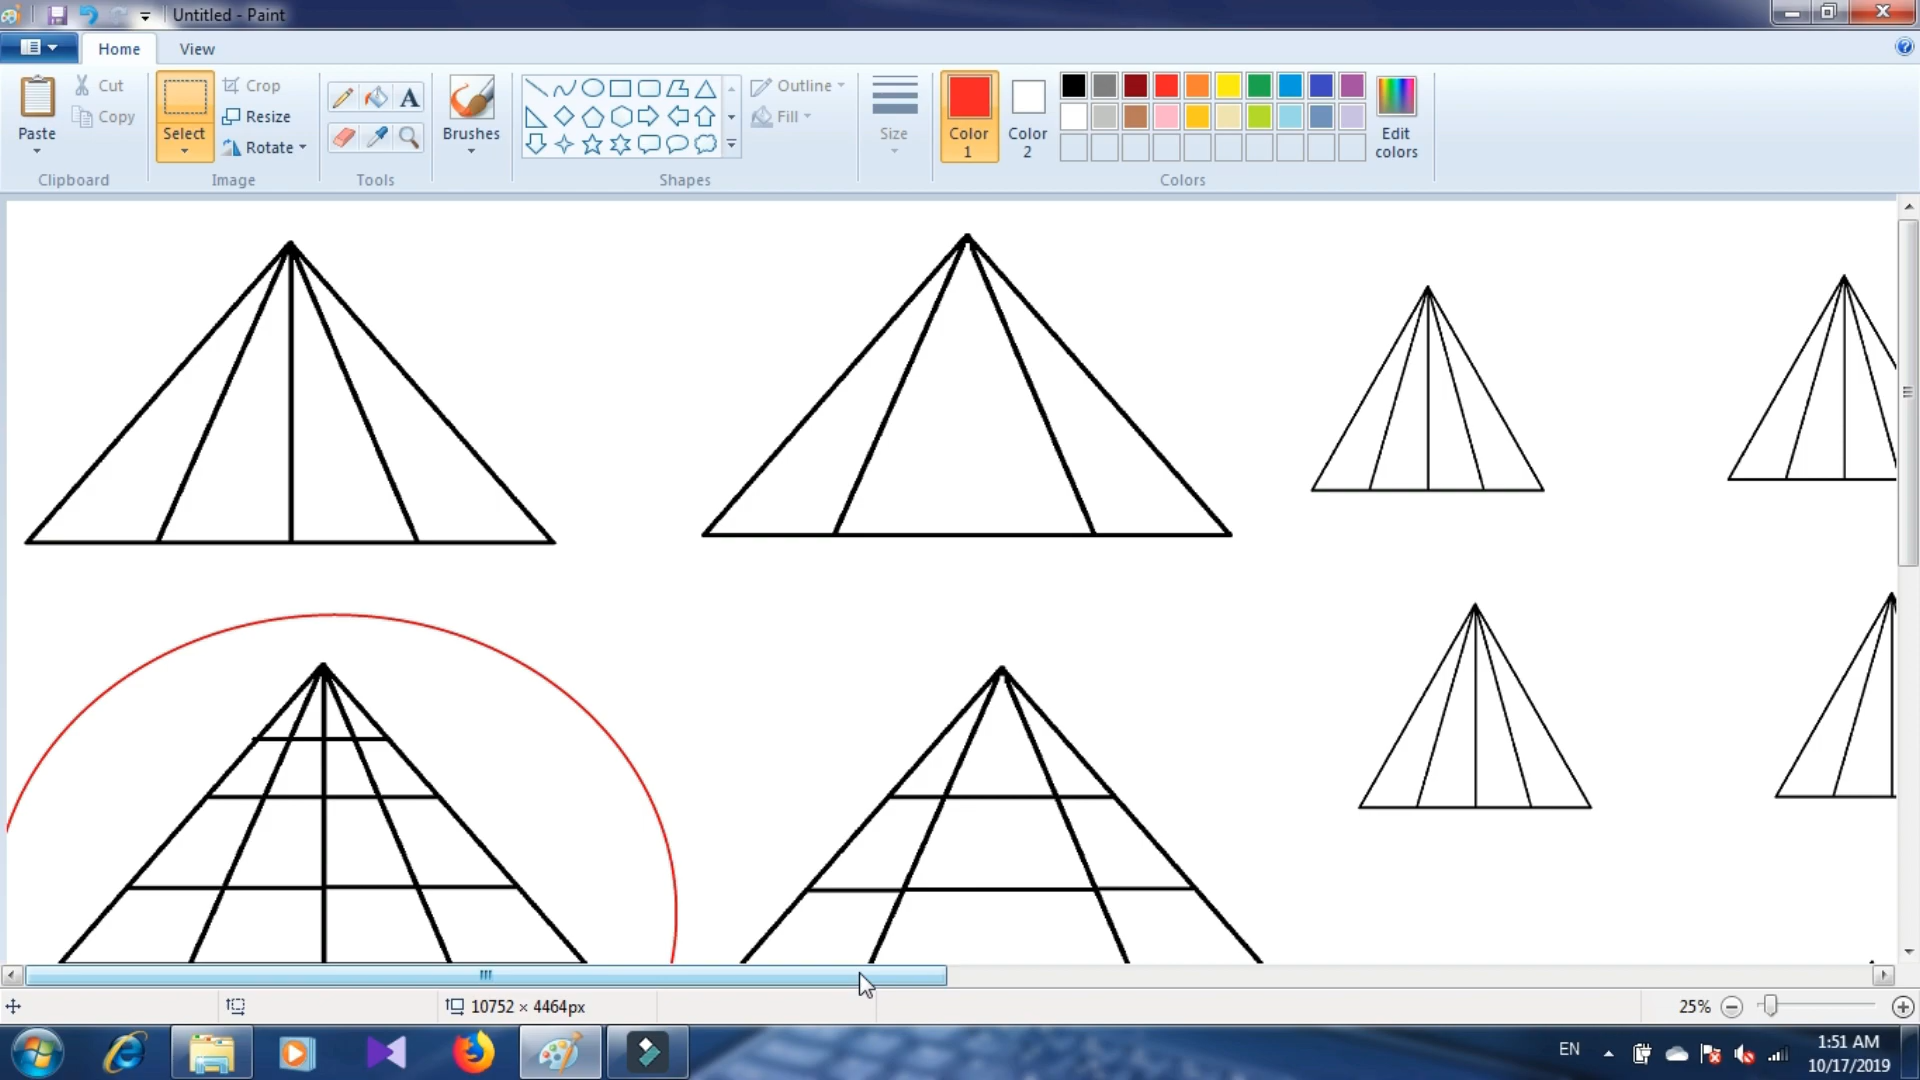 Untitled - Paint
Home View
Paste
Cut
Copy
Clipboard
Select
Crop
Resize
Rotate
Image
A
Tools
Brushes
Shapes
Outline
Fill
Size
Color
1
Color
2
Edit
colors
Colors
10752 × 4464px
25%
EN
1:51 AM
10/17/2019